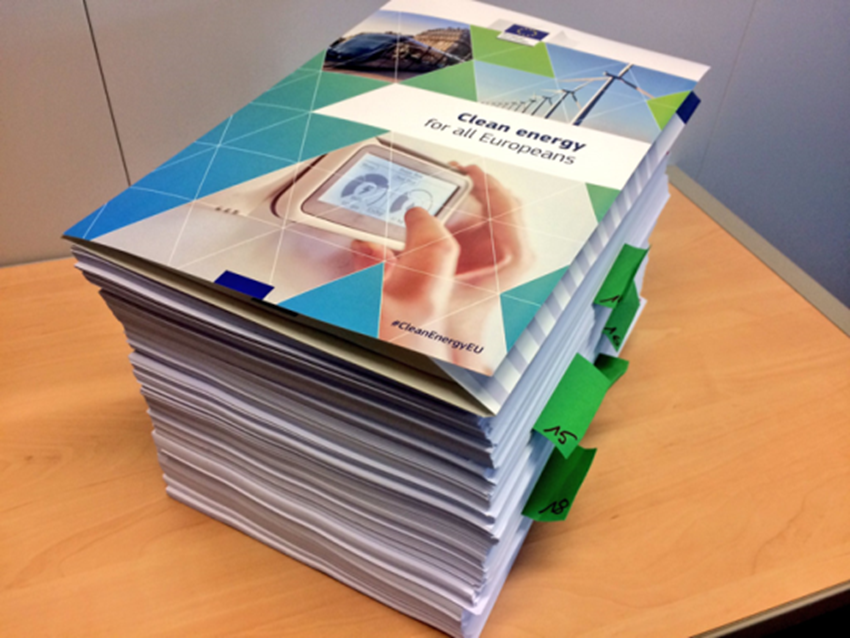 Clean energy
for all Europeans
#CleanEnergyEU
15
18